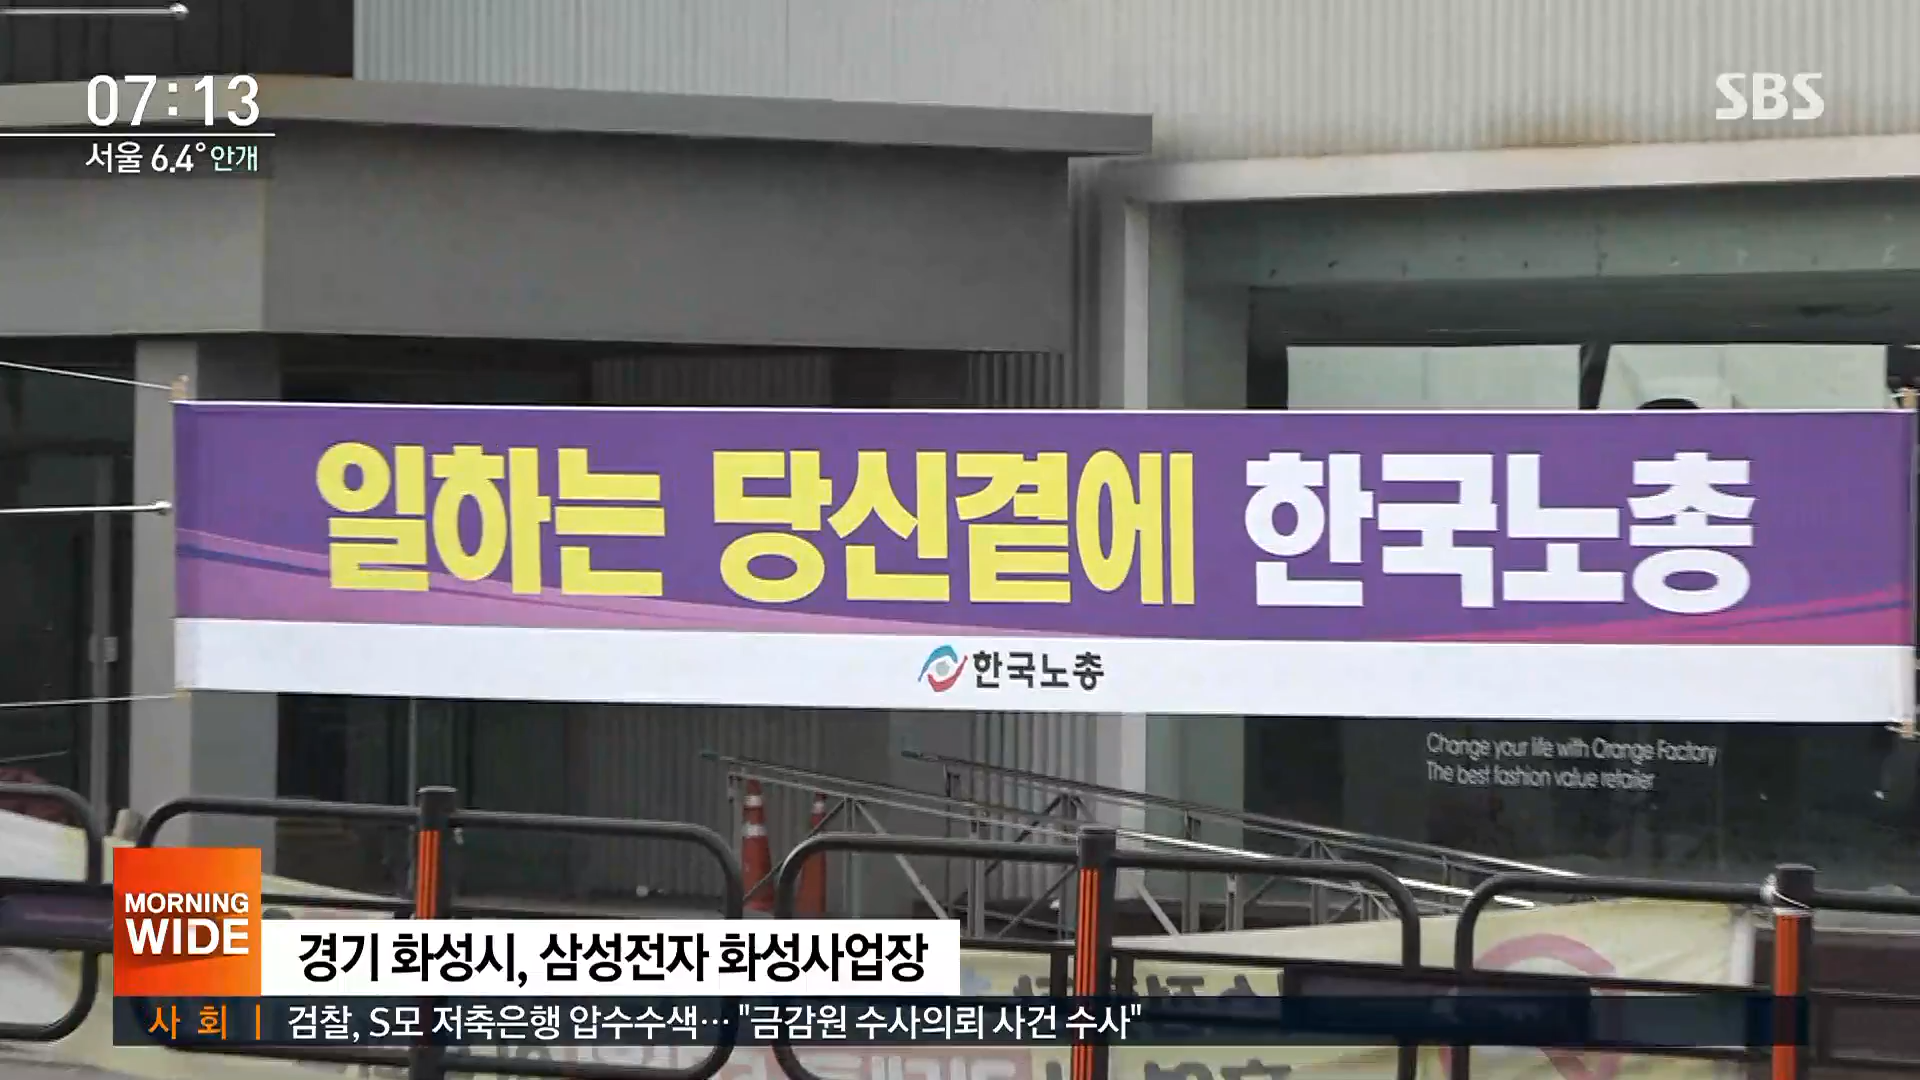 07:13
SBS
서울 6.4° 안개
일하는 당신곁에 한국노총
한국노총
Change your life with Orange Factory
The best fashion value retailer
MORNING
WIDE
경기 화성시, 삼성전자 화성사업장
사 회 | 검찰, S모 저축은행 압수수색… "금감원 수사의뢰 사건 수사"